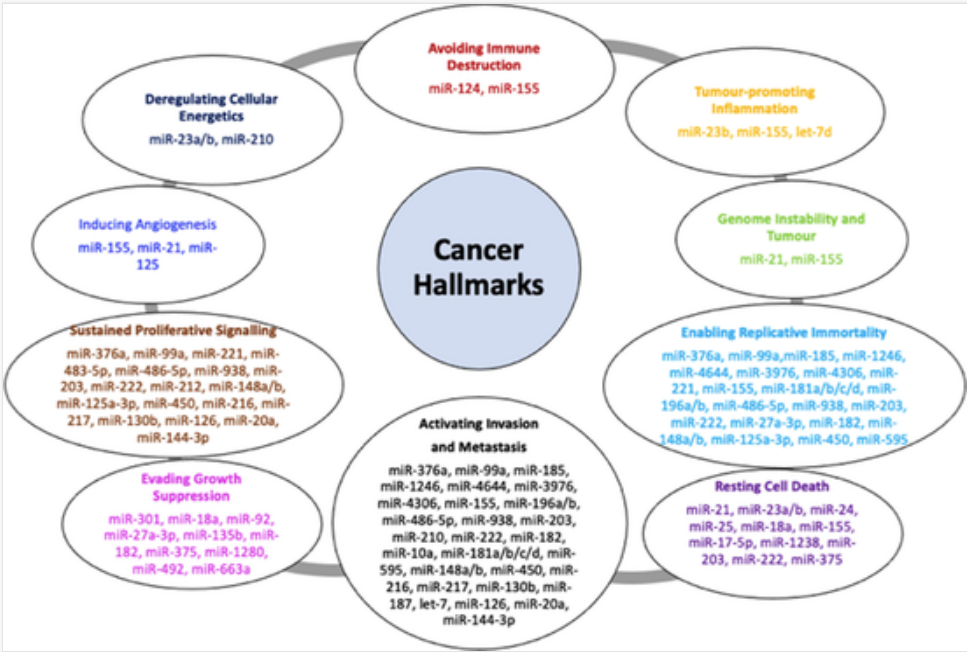 Avoiding Immune
Destruction
miR-124, miR-155
Tumour-promoting
Inflammation
miR-23b, miR-155, let-7d
Genome Instability and
Tumour
miR-21, miR-155
Enabling Replicative Immortality
miR-376a, miR-99a,miR-185, miR-1246,
miR-4644, miR-3976, miR-4306, miR-
221, miR-155, miR-181a/b/c/d, miR-
196a/b, miR-486-5p, miR-938, miR-203,
miR-222, miR-27a-3p, miR-182, miR-
148a/b, miR-125a-3p, miR-450, miR-595
Resting Cell Death
miR-21, miR-23a/b, miR-24,
miR-25, miR-18a, miR-155,
miR-17-5p, miR-1238, miR-
203, miR-222, miR-375
Activating Invasion
and Metastasis
miR-376a, miR-99a, miR-185,
miR-1246, miR-4644, miR-3976,
miR-4306, miR-155, miR-196a/b,
miR-486-5p, miR-938, miR-203,
miR-210, miR-222, miR-182,
miR-10a, miR-181a/b/c/d, miR-
595, miR-148a/b, miR-450, miR-
216, miR-217, miR-130b, miR-
187, let-7, miR-126, miR-20a,
miR-144-3p
Evading Growth
Suppression
miR-301, miR-18a, miR-92,
miR-27a-3p, miR-135b, miR-
182, miR-375, miR-1280,
miR-492, miR-663a
Sustained Proliferative Signalling
miR-376a, miR-99a, miR-221, miR-
483-5p, miR-486-5p, miR-938, miR-
203, miR-222, miR-212, miR-148a/b,
miR-125a-3p, miR-450, miR-216, miR-
217, miR-130b, miR-126, miR-20a,
miR-144-3p
Inducing Angiogenesis
miR-155, miR-21, miR-
125
Deregulating Cellular
Energetics
miR-23a/b, miR-210
Cancer
Hallmarks